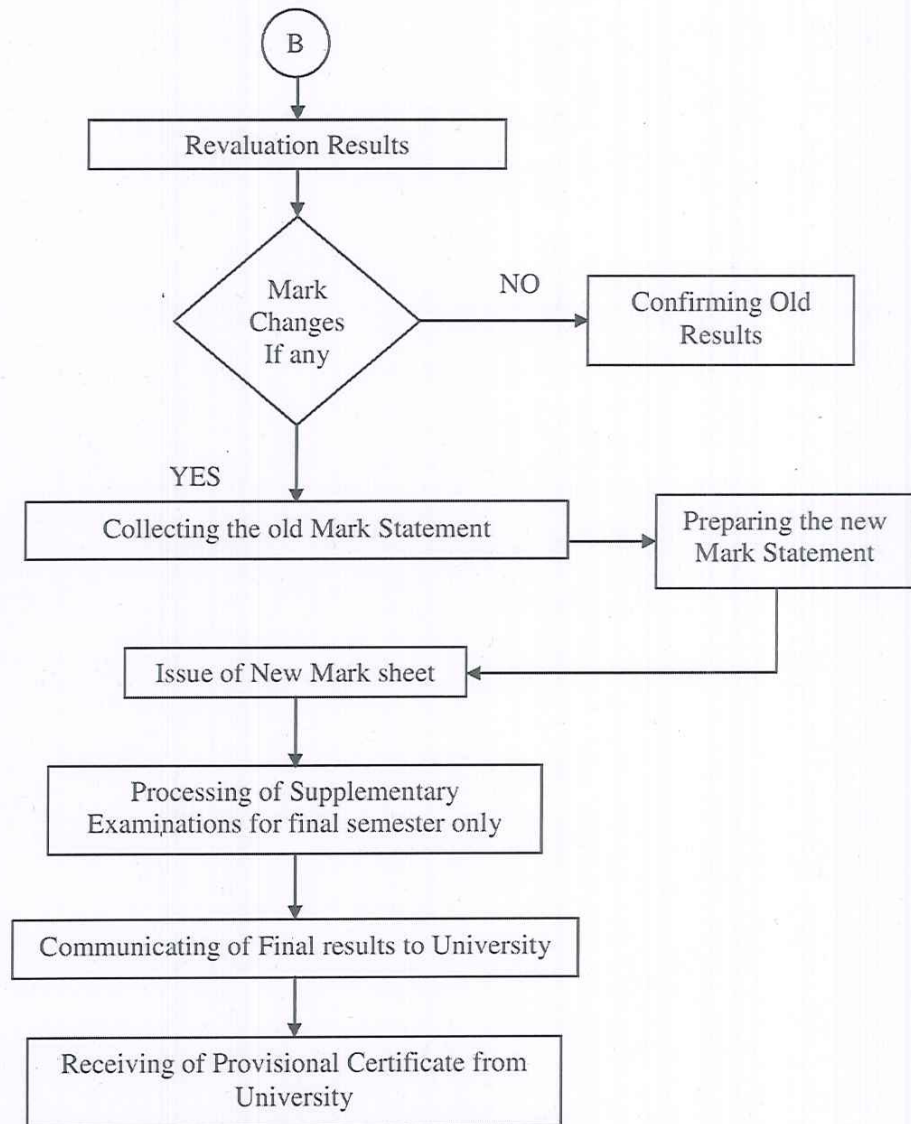 B
Revaluation Results
Mark
Changes
If any
NO
Confirming Old
Results
YES
Collecting the old Mark Statement
Preparing the new
Mark Statement
Issue of New Mark sheet
Processing of Supplementary
Examinations for final semester only
Communicating of Final results to University
Receiving of Provisional Certificate from
University